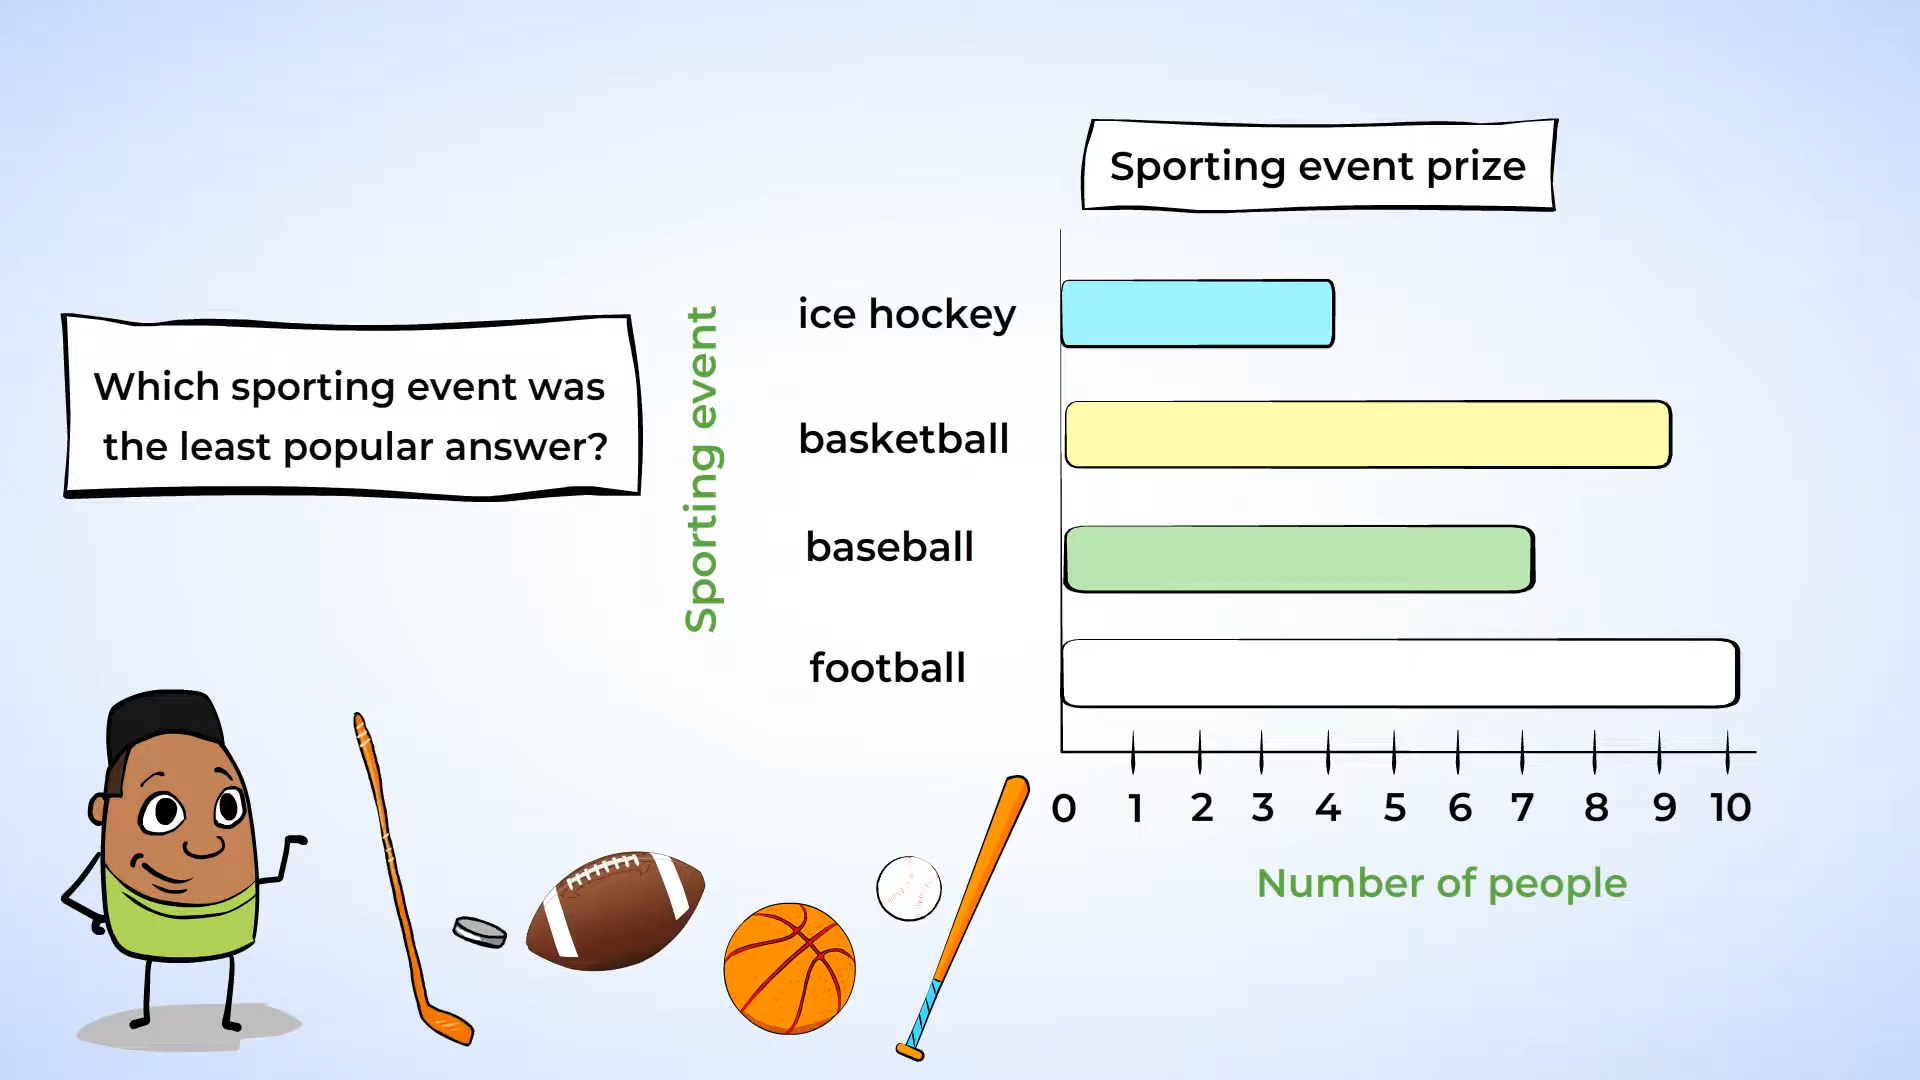 Sporting event prize
Which sporting event was
the least popular answer?
Sporting event
ice hockey
basketball
baseball
football
0 1 2 3 4 5 6 7 8 9 10
Number of people